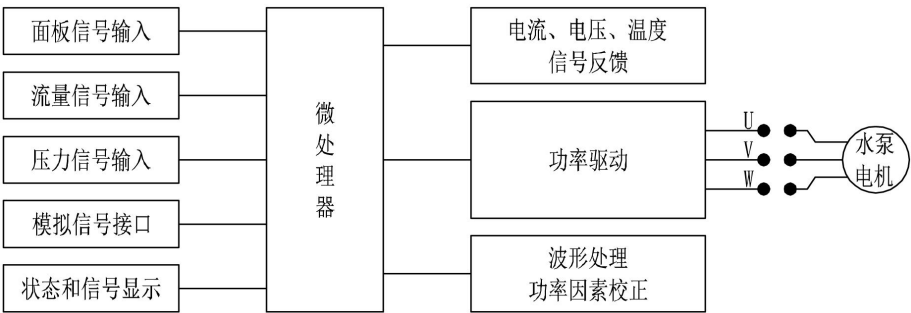 面板信号输入
流量信号输入
压力信号输入
模拟信号接口
状态和信号显示
微处理器
电流、电压、温度
信号反馈
功率驱动
波形处理
功率因素校正
U
V
W
水泵
电机